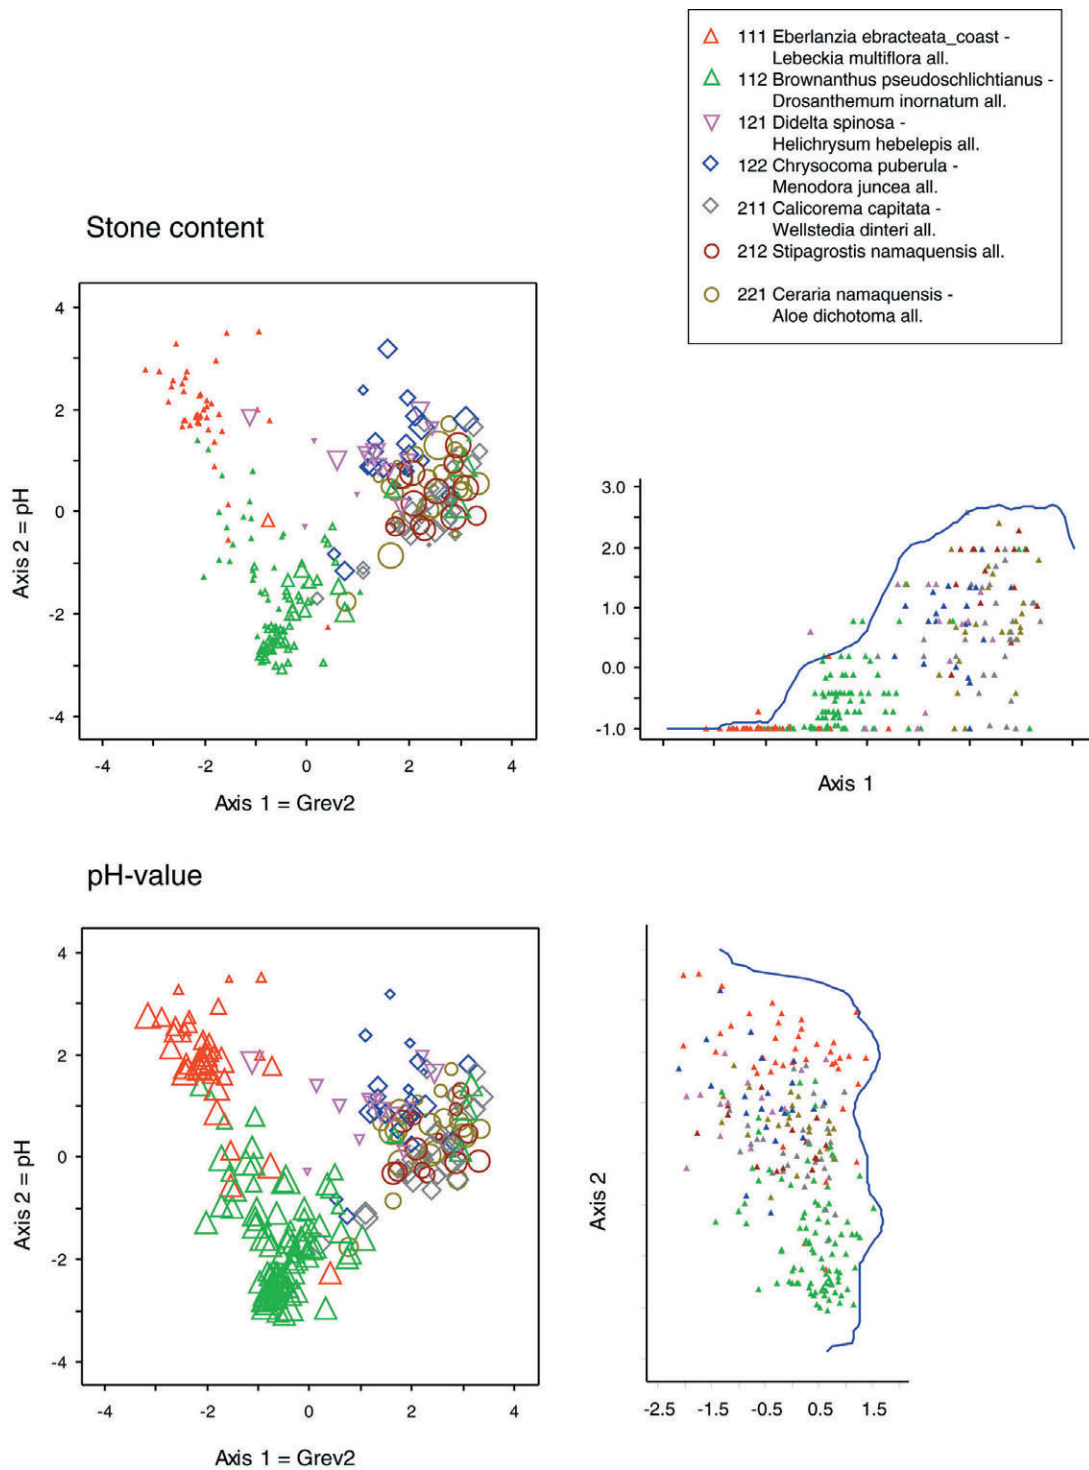 111 Eberlanzia ebracteata_coast -
Lebeckia multiflora all.
112 Brownanthus pseudoschlichtianus -
Drosanthemum inornatum all.
121 Didelta spinosa -
Helichrysum hebelepis all.
122 Chrysocoma puberula -
Menodora juncea all.
211 Calicorema capitata -
Wellstedia dinteri all.
212 Stipagrostis namaquensis all.
221 Ceraria namaquensis -
Aloe dichotoma all.
Stone content
4
2
0
-2
-4
Axis 2 = pH
-4 -2 0 2 4
Axis 1 = Grev2
3.0
2.0
1.0
0.0
-1.0
Axis 1
pH-value
4
2
0
-2
-4
Axis 2 = pH
-4 -2 0 2 4
Axis 1 = Grev2
Axis 2
-2.5 -1.5 -0.5 0.5 1.5